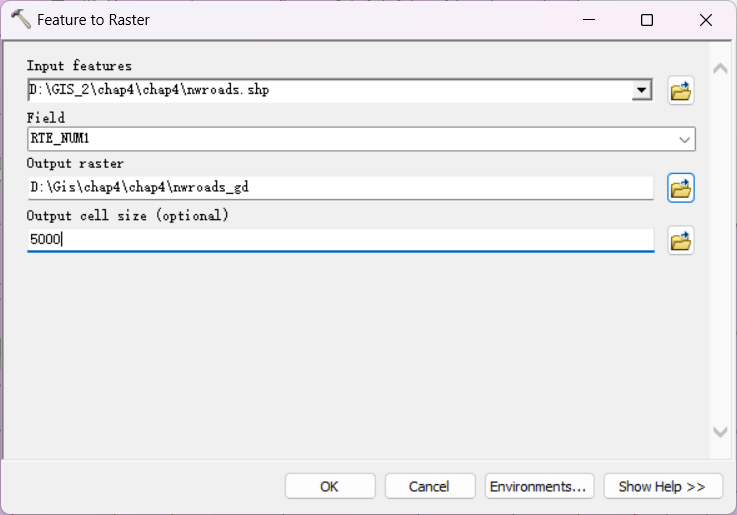 Feature to Raster
Input features
D:\GIS_2\chap4\chap4\nwroads.shp
Field
RTE_NUM1
Output raster
D:\Gis\chap4\chap4\nwroads_gd
Output cell size (optional)
5000
OK Cancel Environments... Show Help >>